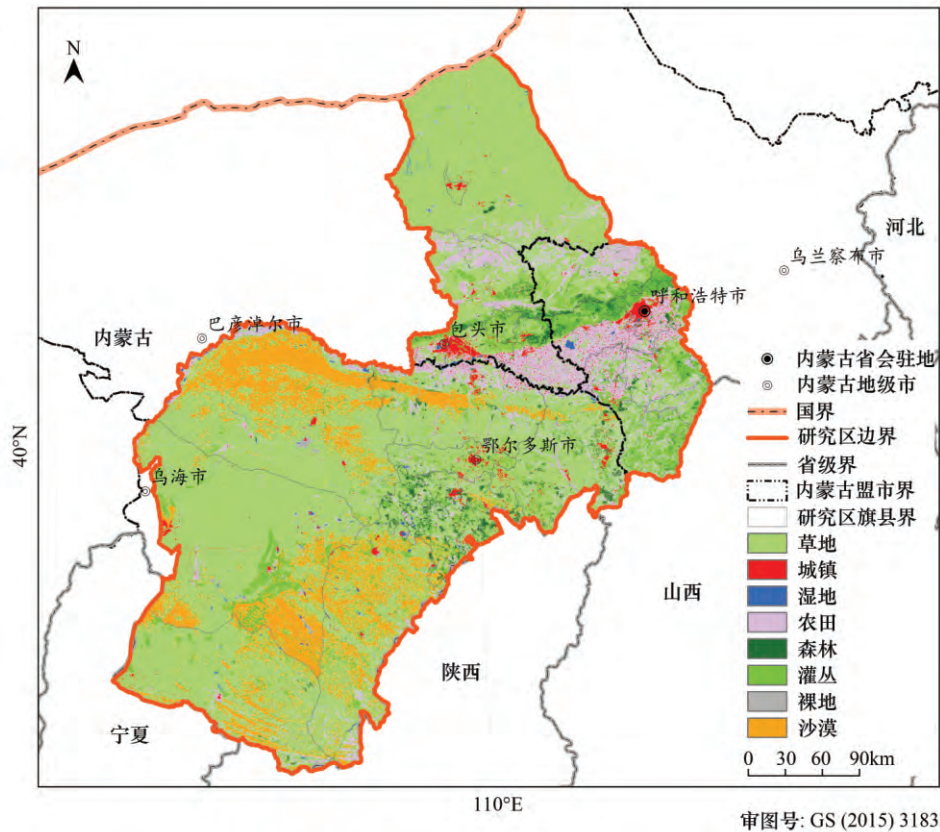 N
河北
乌兰察布市
呼和浩特市
巴彦淖尔市
内蒙古
包头市
内蒙古省会驻地
内蒙古地级市
国界
研究区边界
40°N
鄂尔多斯市
省级界
乌海市
内蒙古盟市界
研究区旗县界
草地
城镇
湿地
山西
农田
森林
陕西
灌丛
裸地
宁夏
沙漠
0 30 60 90km
110°E
审图号: GS (2015) 3183